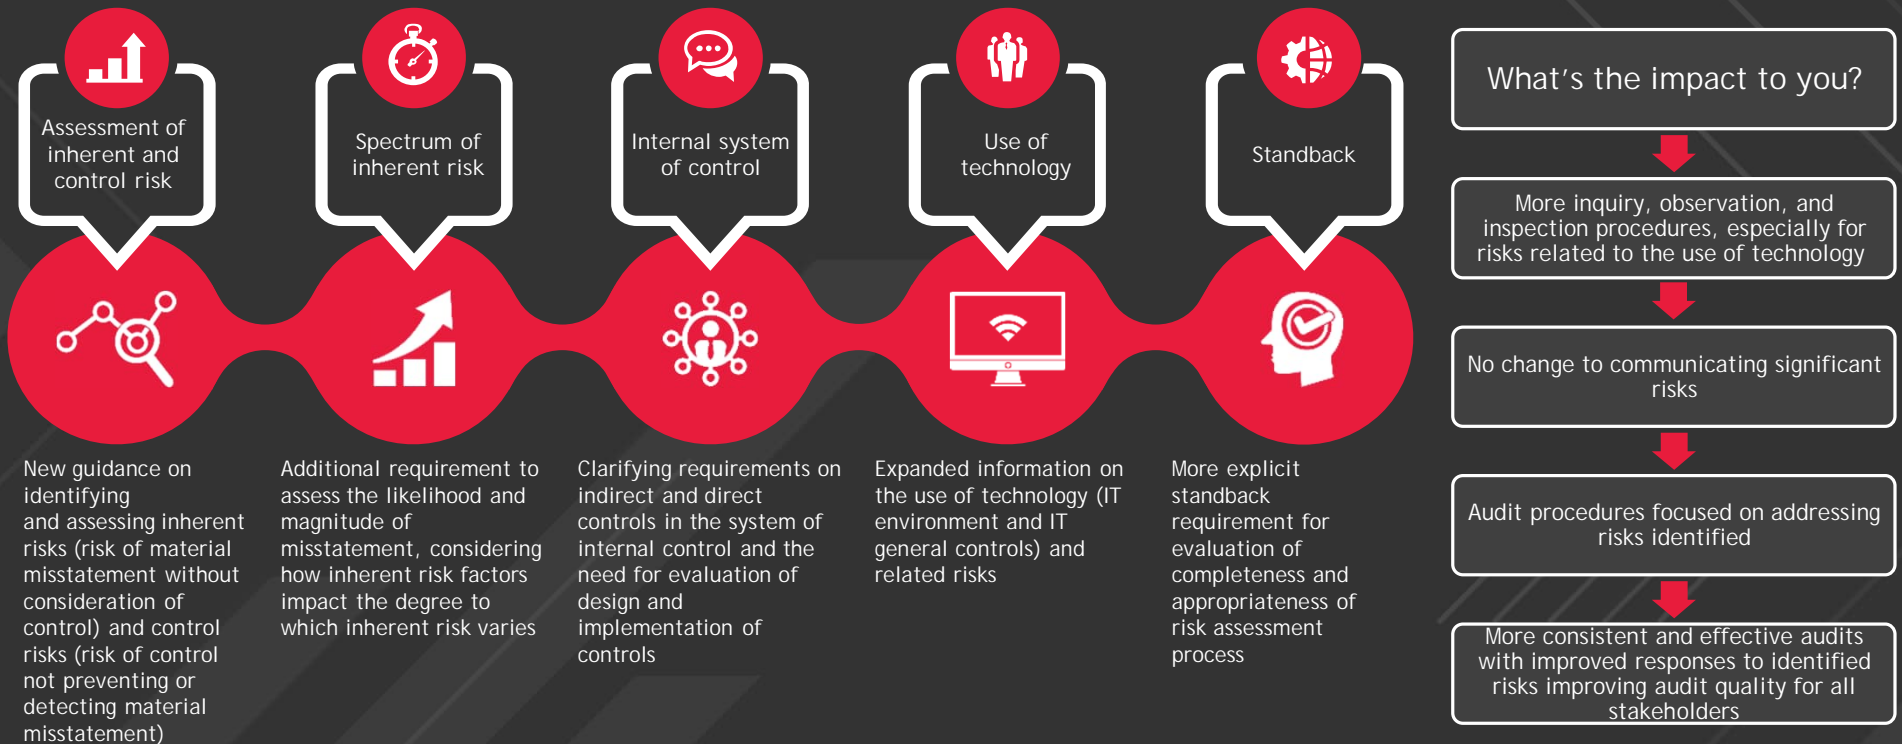 Assessment of
inherent and
control risk
New guidance on
identifying
and assessing inherent
risks (risk of material
misstatement without
consideration of
control) and control
risks (risk of control
not preventing or
detecting material
misstatement)
Spectrum of
inherent risk
Additional requirement to
assess the likelihood and
magnitude of
misstatement, considering
how inherent risk factors
impact the degree to
which inherent risk varies
Internal system
of control
Clarifying requirements on
indirect and direct
controls in the system of
internal control and the
need for evaluation of
design and
implementation of
controls
Use of
technology
Expanded information on
the use of technology (IT
environment and IT
general controls) and
related risks
Standback
More explicit
standback
requirement for
evaluation of
completeness and
appropriateness of
risk assessment
process
What's the impact to you?
More inquiry, observation, and
inspection procedures, especially for
risks related to the use of technology
No change to communicating significant
risks
Audit procedures focused on addressing
risks identified
More consistent and effective audits
with improved responses to identified
risks improving audit quality for all
stakeholders